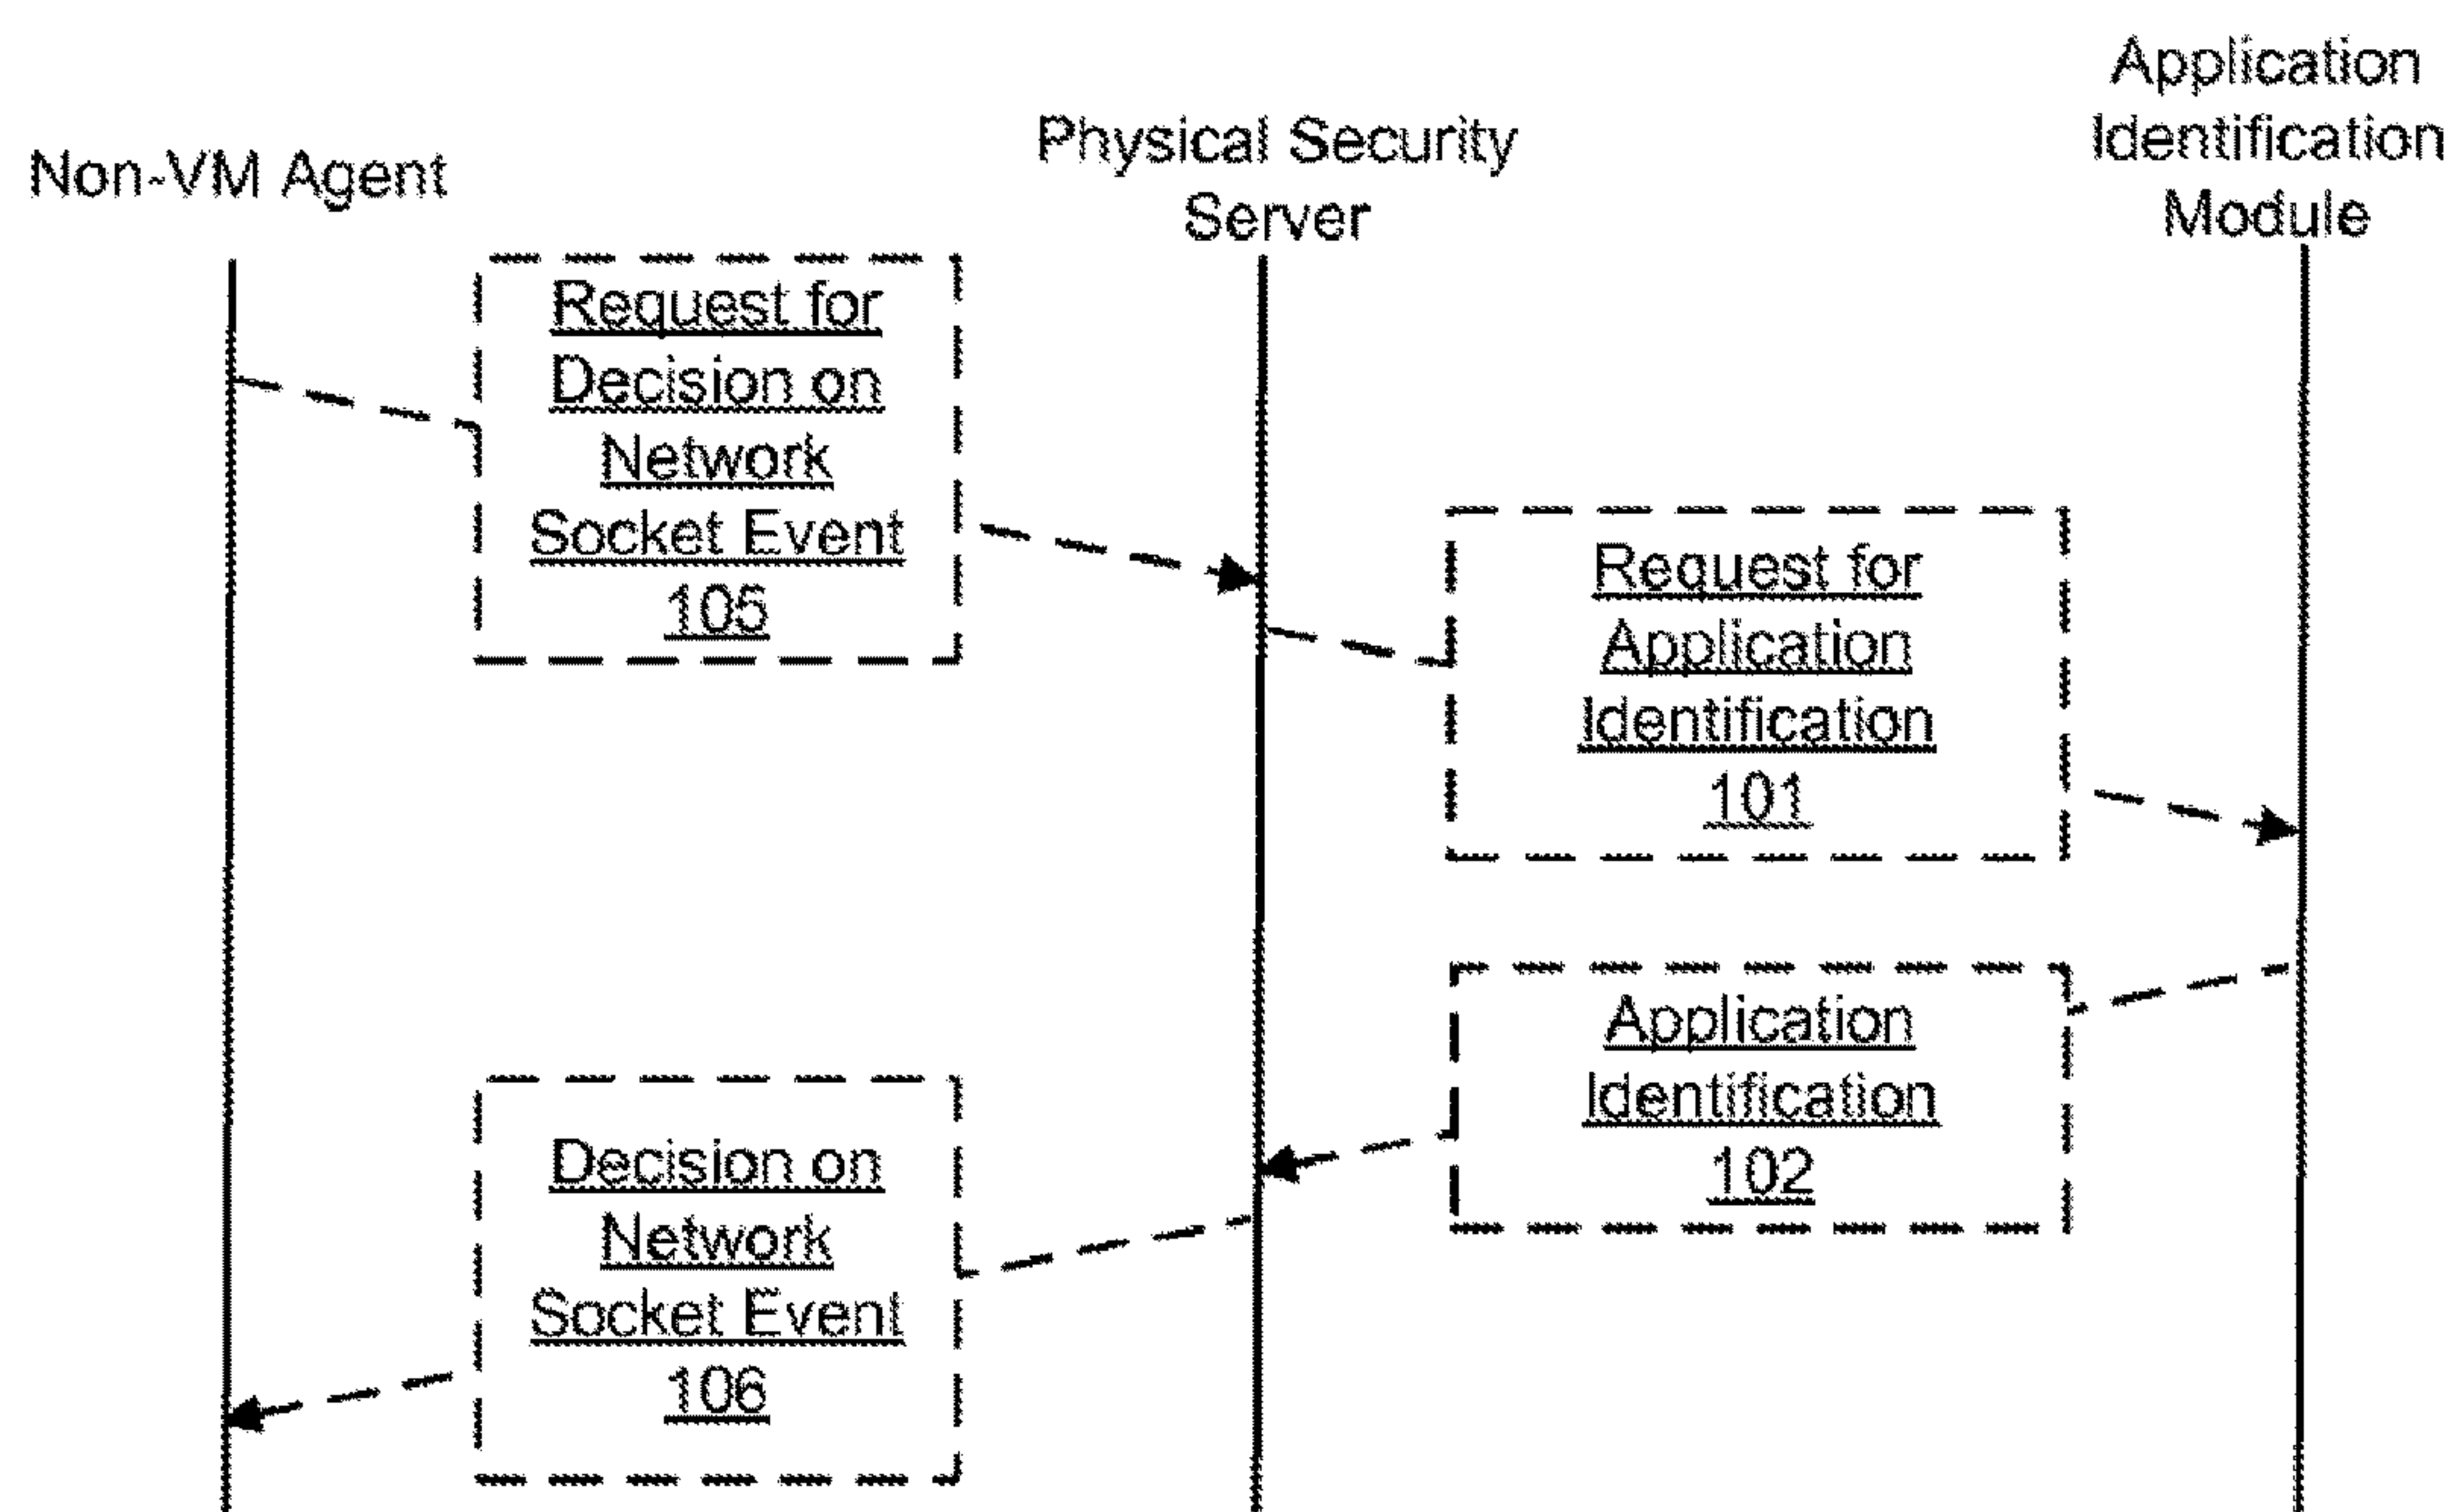 Non-VM Agent
Physical Security
Server
Application
Identification
Module
Request for
Decision on
Network
Socket Event
105
Request for
Application
Identification
101
Application
Identification
102
Decision on
Network
Socket Event
106